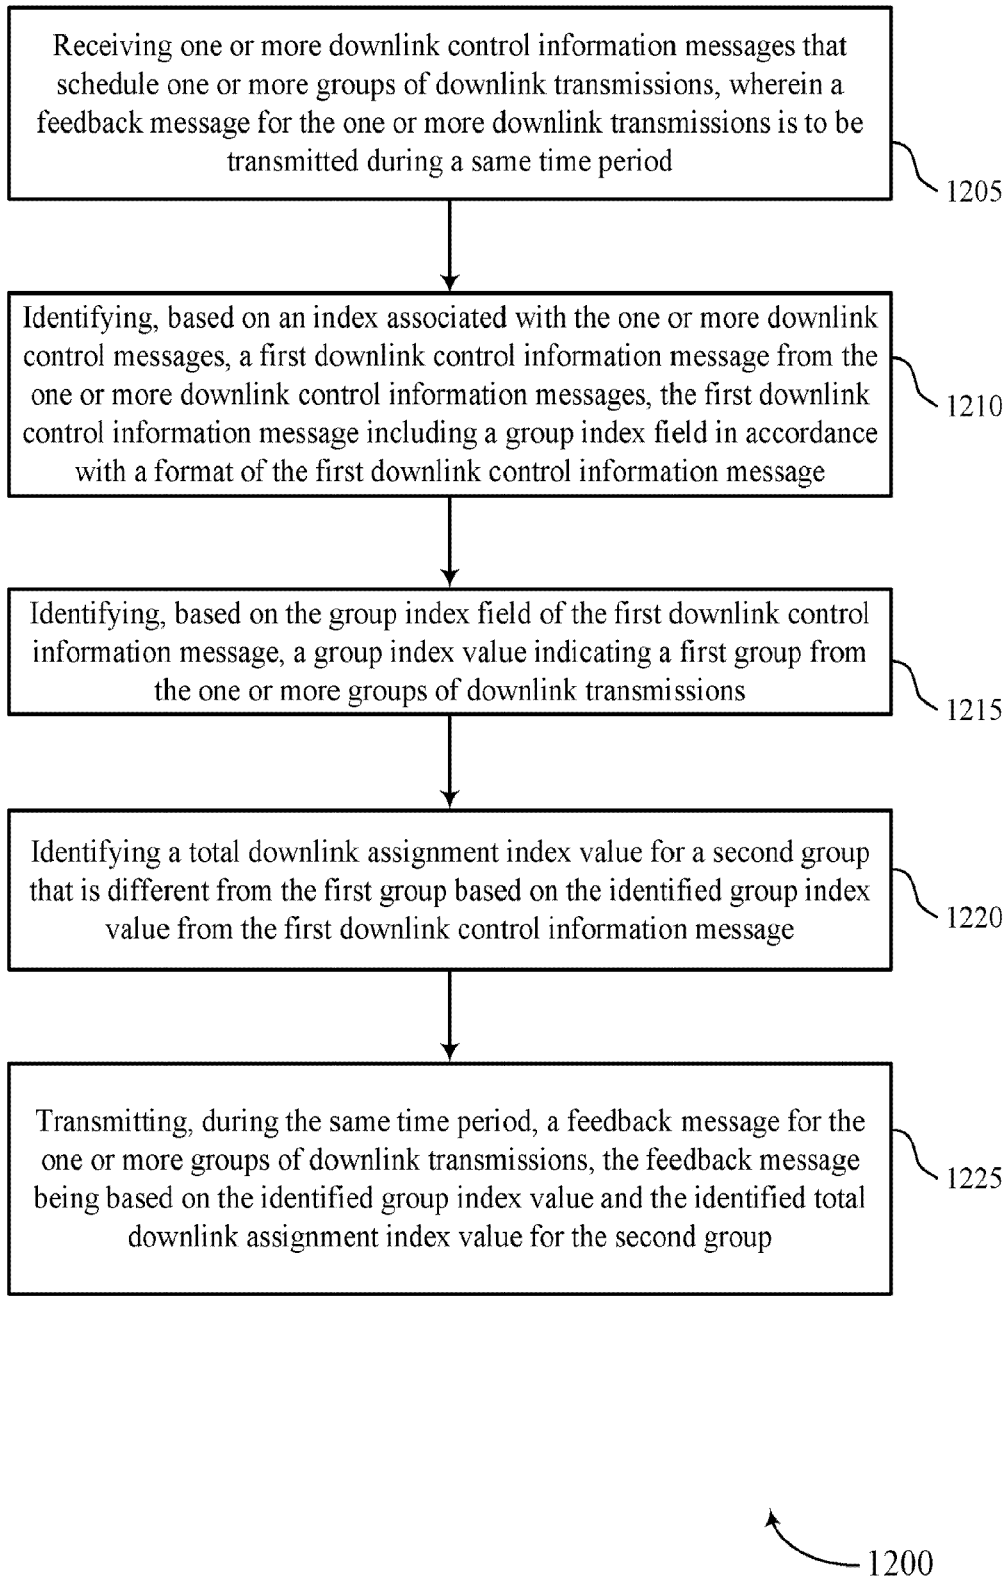 Receiving one or more downlink control information messages that
schedule one or more groups of downlink transmissions, wherein a
feedback message for the one or more downlink transmissions is to be
transmitted during a same time period
1205
Identifying, based on an index associated with the one or more downlink
control messages, a first downlink control information message from the
one or more downlink control information messages, the first downlink
control information message including a group index field in accordance
with a format of the first downlink control information message
1210
Identifying, based on the group index field of the first downlink control
information message, a group index value indicating a first group from
the one or more groups of downlink transmissions
1215
Identifying a total downlink assignment index value for a second group
that is different from the first group based on the identified group index
value from the first downlink control information message
1220
Transmitting, during the same time period, a feedback message for the
one or more groups of downlink transmissions, the feedback message
being based on the identified group index value and the identified total
downlink assignment index value for the second group
1225
1200